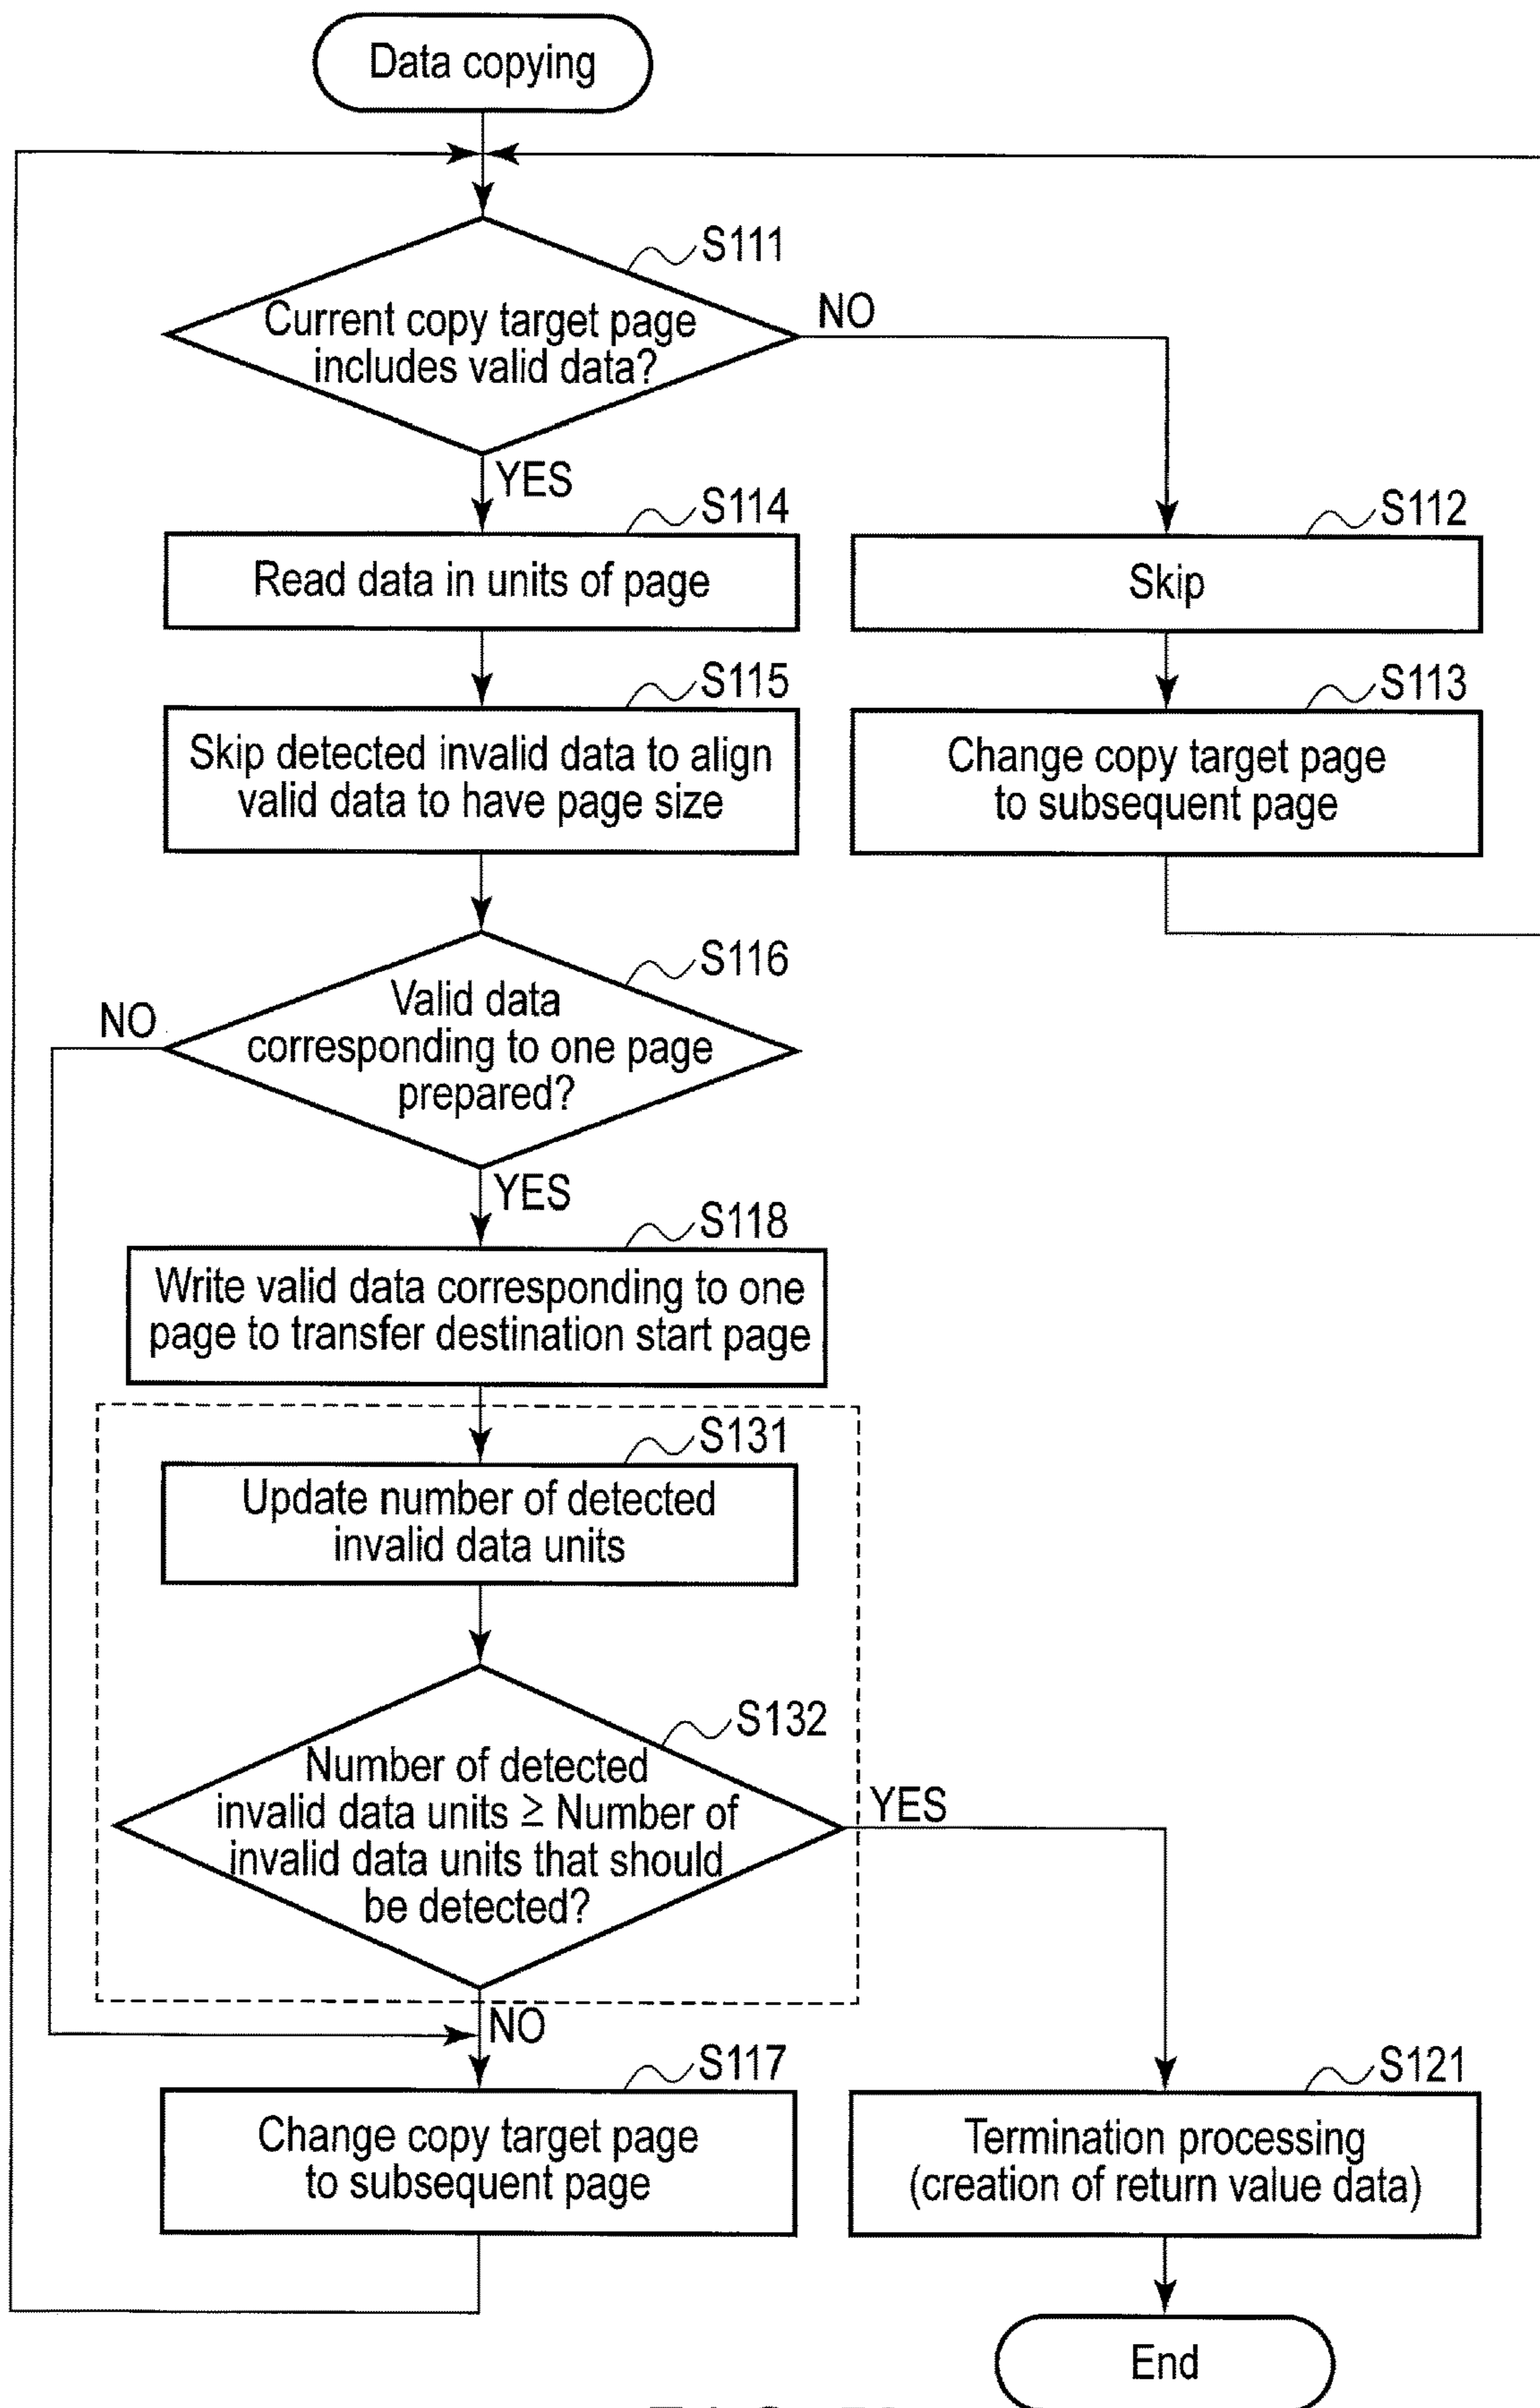 Data copying
S111
Current copy target page
includes valid data?
NO
YES
S114
Read data in units of page
S112
Skip
S115
Skip detected invalid data to align
valid data to have page size
S113
Change copy target page
to subsequent page
S116
Valid data
corresponding to one page
prepared?
NO
YES
S118
Write valid data corresponding to one
page to transfer destination start page
S131
Update number of detected
invalid data units
S132
Number of detected
invalid data units ≥ Number of
invalid data units that should
be detected?
YES
NO
S117
Change copy target page
to subsequent page
S121
Termination processing
(creation of return value data)
End